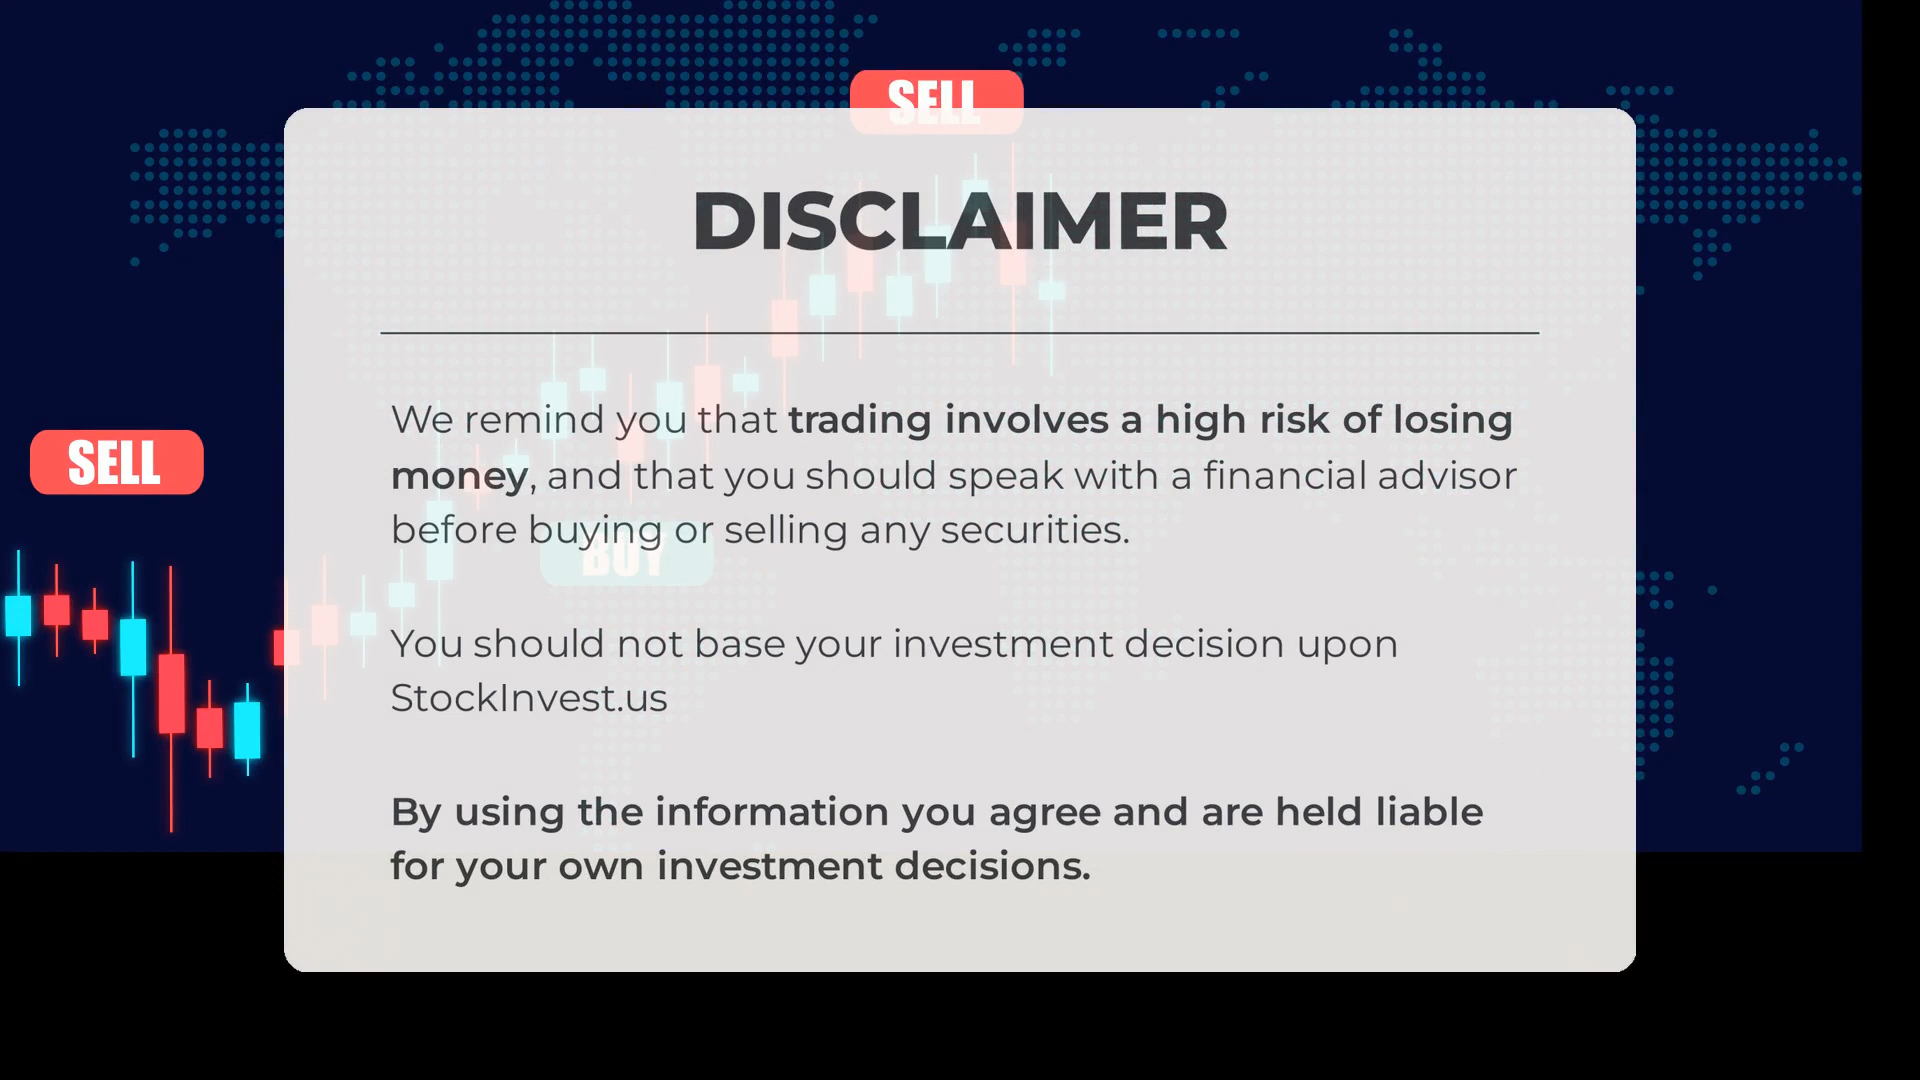 SELL
DISCLAIMER
We remind you that trading involves a high risk of losing
money, and that you should speak with a financial advisor
before buying or selling any securities.
SELL
BUY
You should not base your investment decision upon
StockInvest.us
By using the information you agree and are held liable
for your own investment decisions.